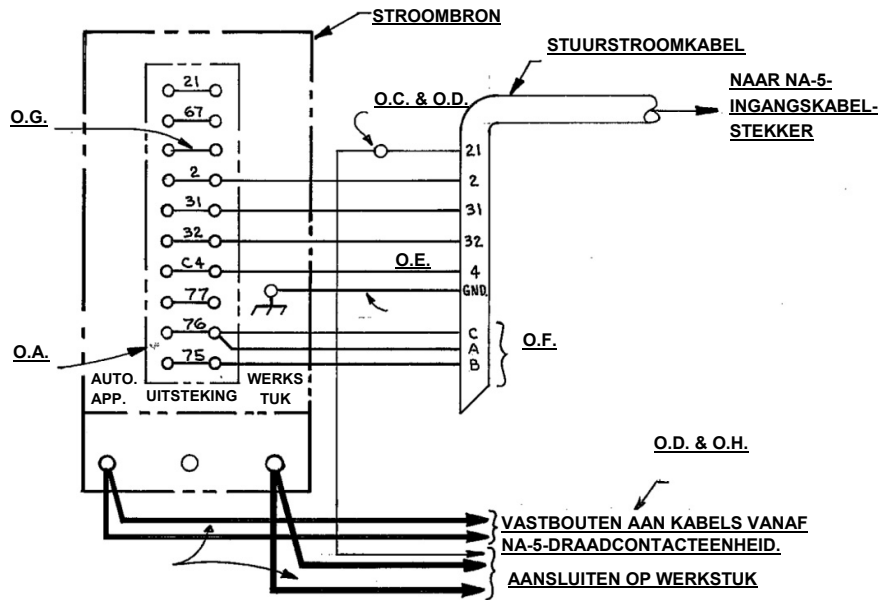 STROOMBRON
STUURSTROOMKABEL
NAAR NA-5-
INGANGSKABEL-
STEKKER
O.C. & O.D.
O.G.
21
67
2
31
32
C4
77
76
75
21
2
31
32
4
GND.
C
A
B
O.E.
O.F.
O.A.
AUTO.
APP.
UITSTEKING
WERKS
TUK
O.D. & O.H.
VASTBOUTEN AAN KABELS VANAF
NA-5-DRAADCONTACTEENHEID.
AANSLUITEN OP WERKSTUK